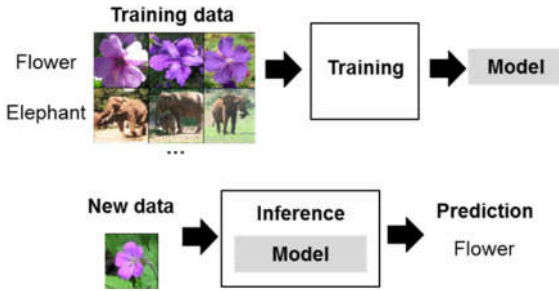 Training data
Flower
Elephant
...
Training
Model
New data
Inference
Model
Prediction
Flower